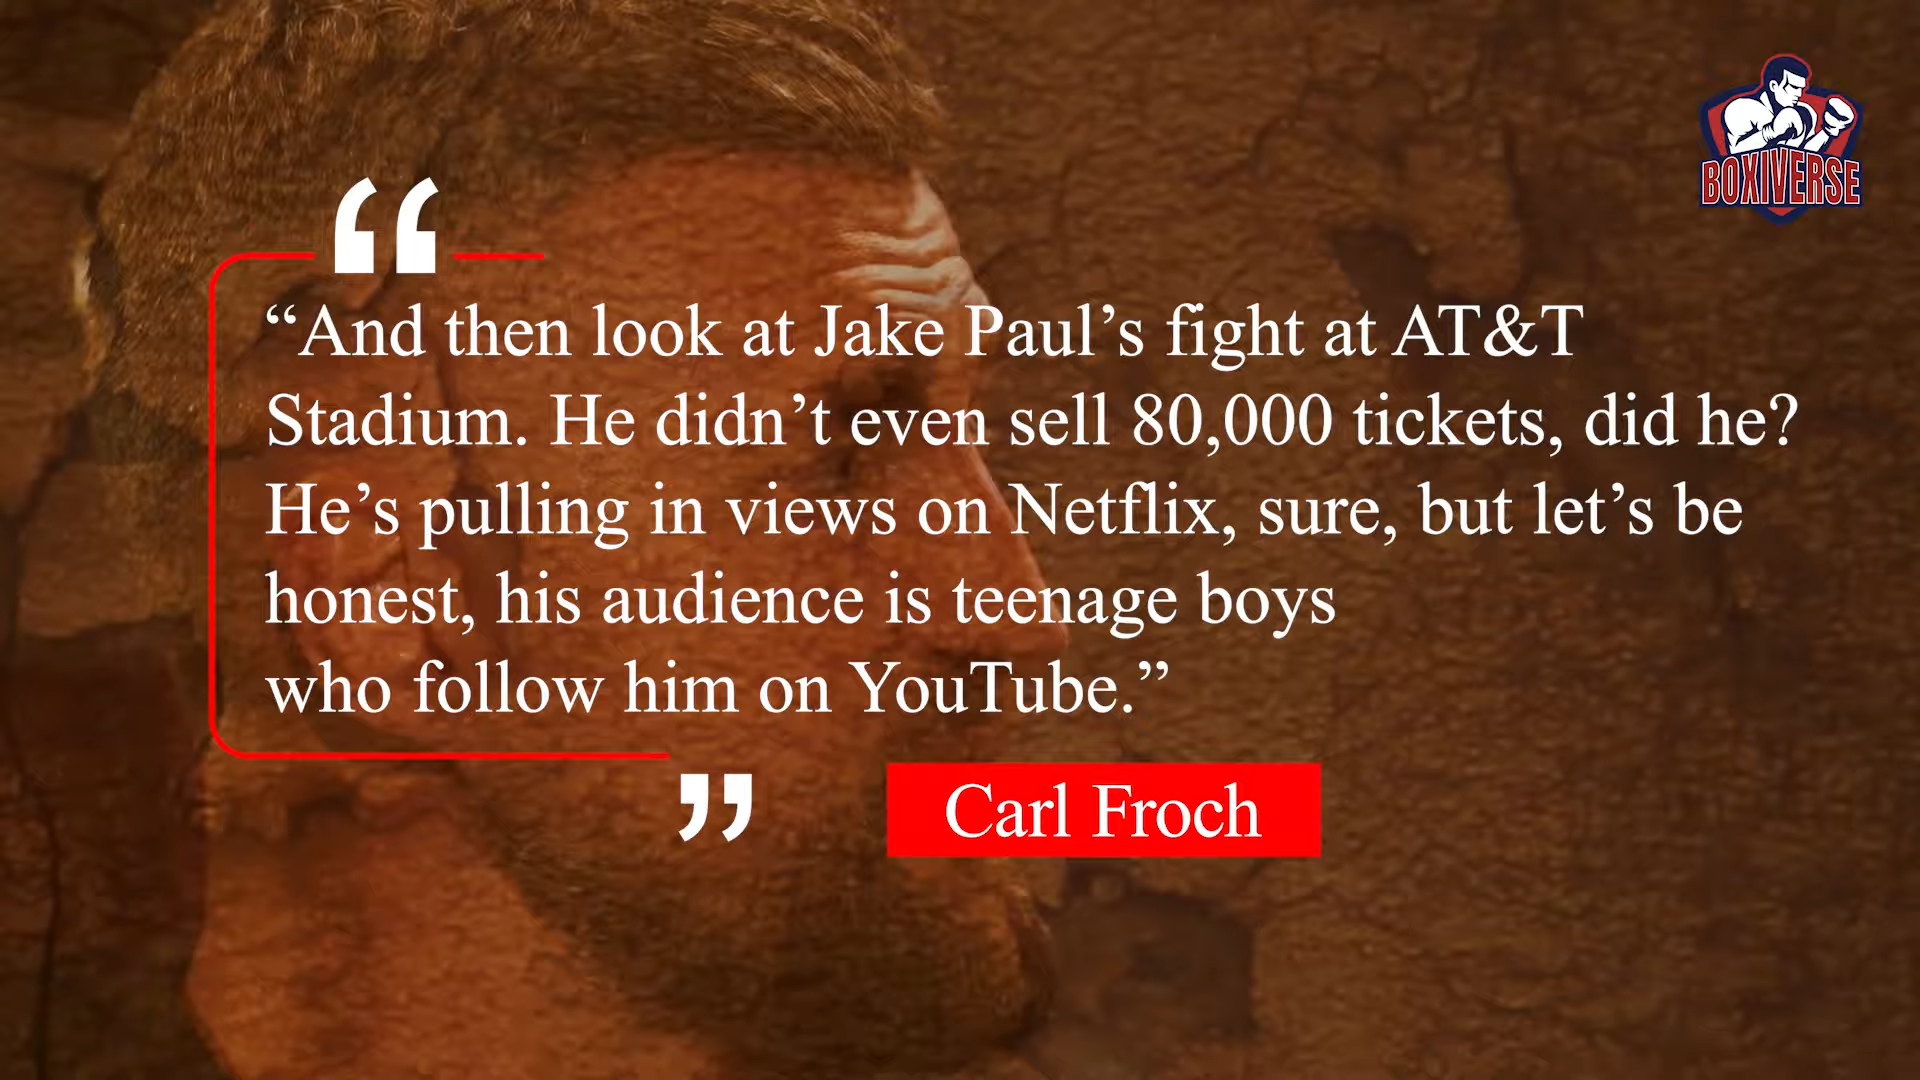 BOXIVERSE
“
“And then look at Jake Paul’s fight at AT&T
Stadium. He didn’t even sell 80,000 tickets, did he?
He’s pulling in views on Netflix, sure, but let’s be
honest, his audience is teenage boys
who follow him on YouTube.”
”
Carl Froch